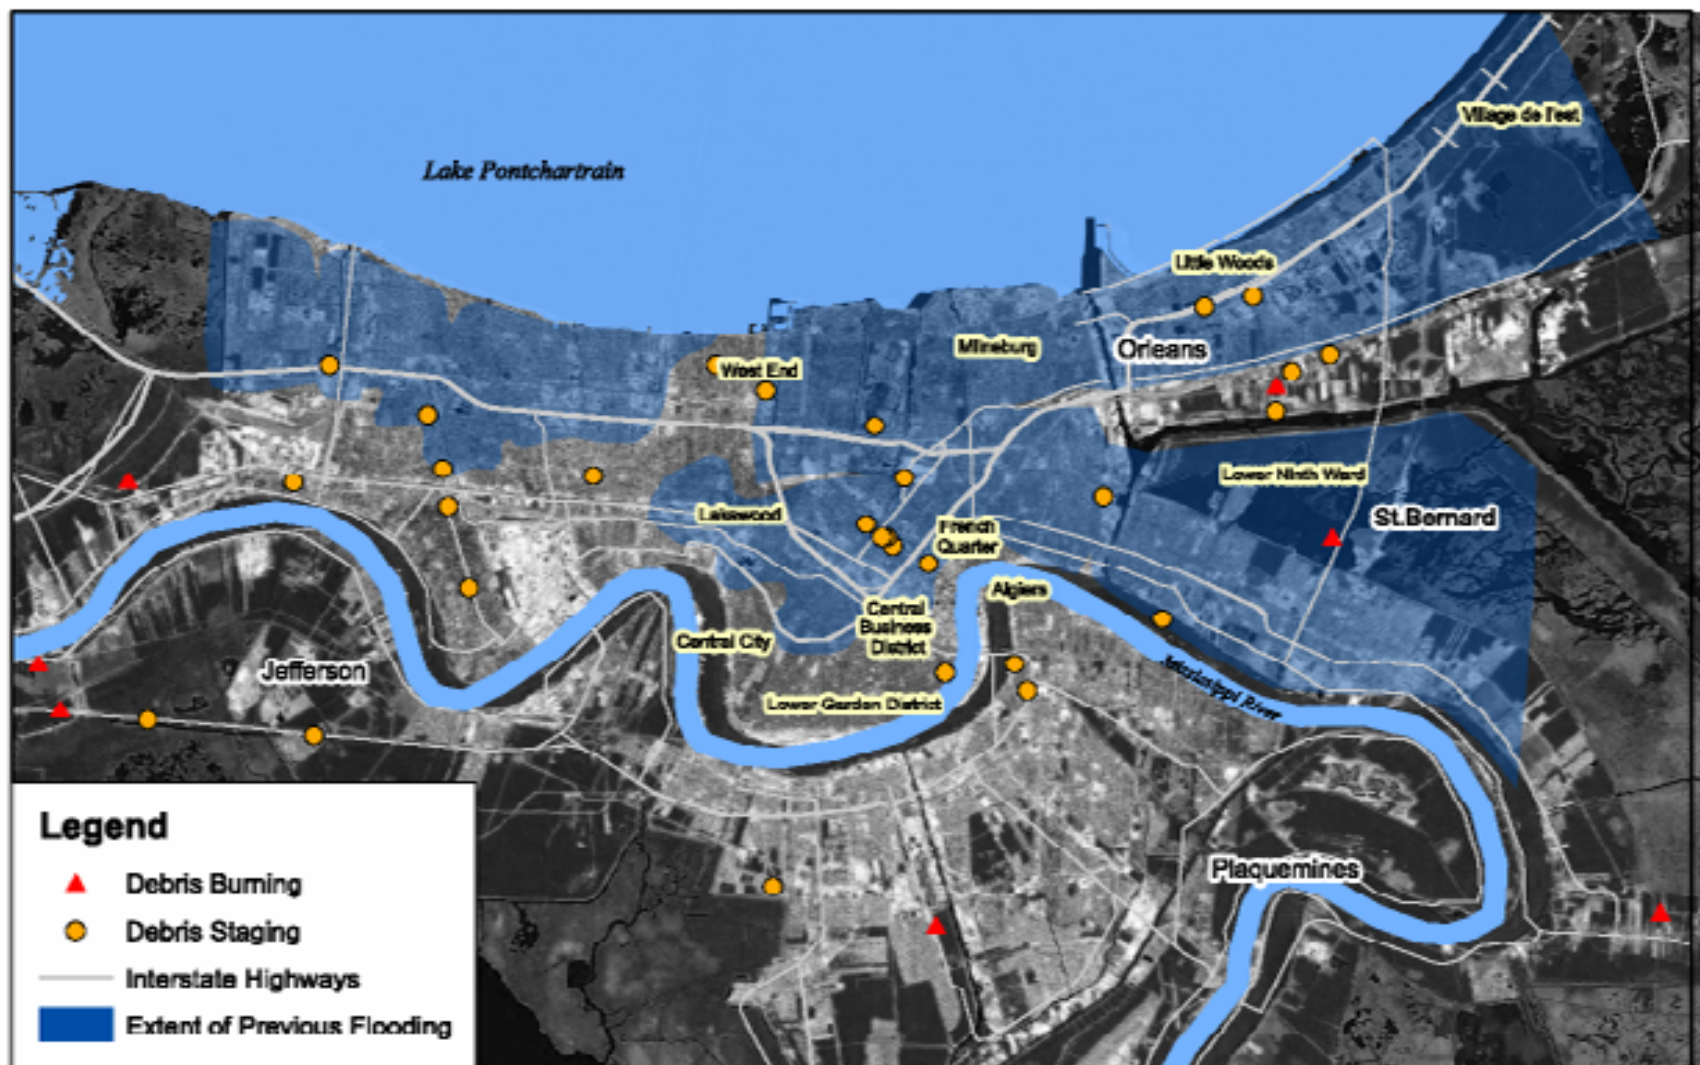 Village de l'est
Lake Pontchartrain
Little Woods
Milneburg
Orleans
West End
Lower Ninth Ward
Lakewood
St.Bernard
French
Quarter
Algiers
Central
Business
District
Central City
Jefferson
Mississippi River
Lower Garden District
Legend
Debris Burning
Debris Staging
Interstate Highways
Extent of Previous Flooding
Plaquemines